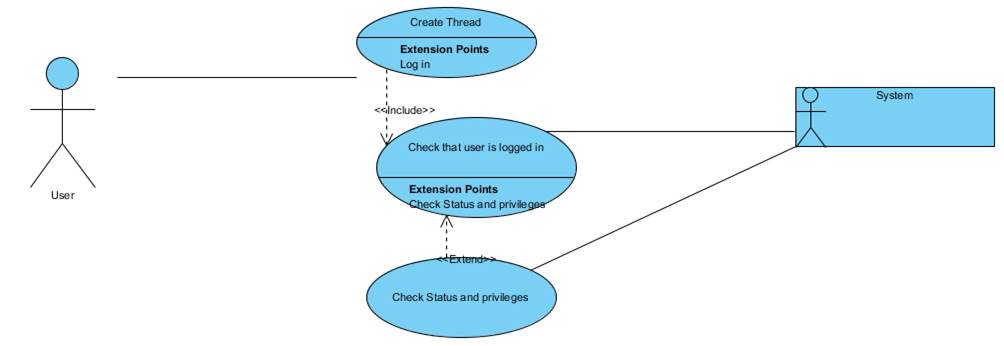 Create Thread
Extension Points
Log in
User
<<Include>>
System
Check that user is logged in
Extension Points
Check Status and privileges
<<Extend>>
Check Status and privileges